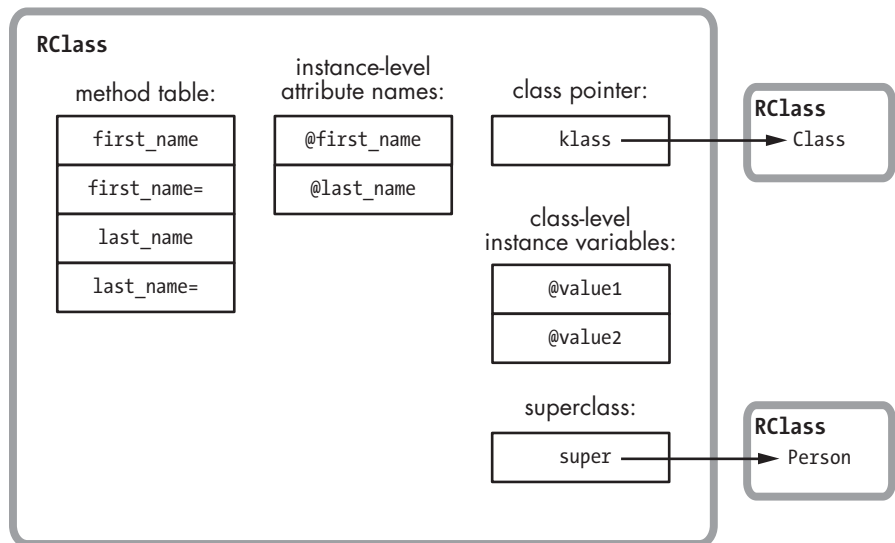 RClass
method table:
first_name
first_name=
last_name
last_name=
instance-level
attribute names:
@first_name
@last_name
class pointer:
klass
class-level
instance variables:
@value1
@value2
superclass:
super
RClass
Class
RClass
Person